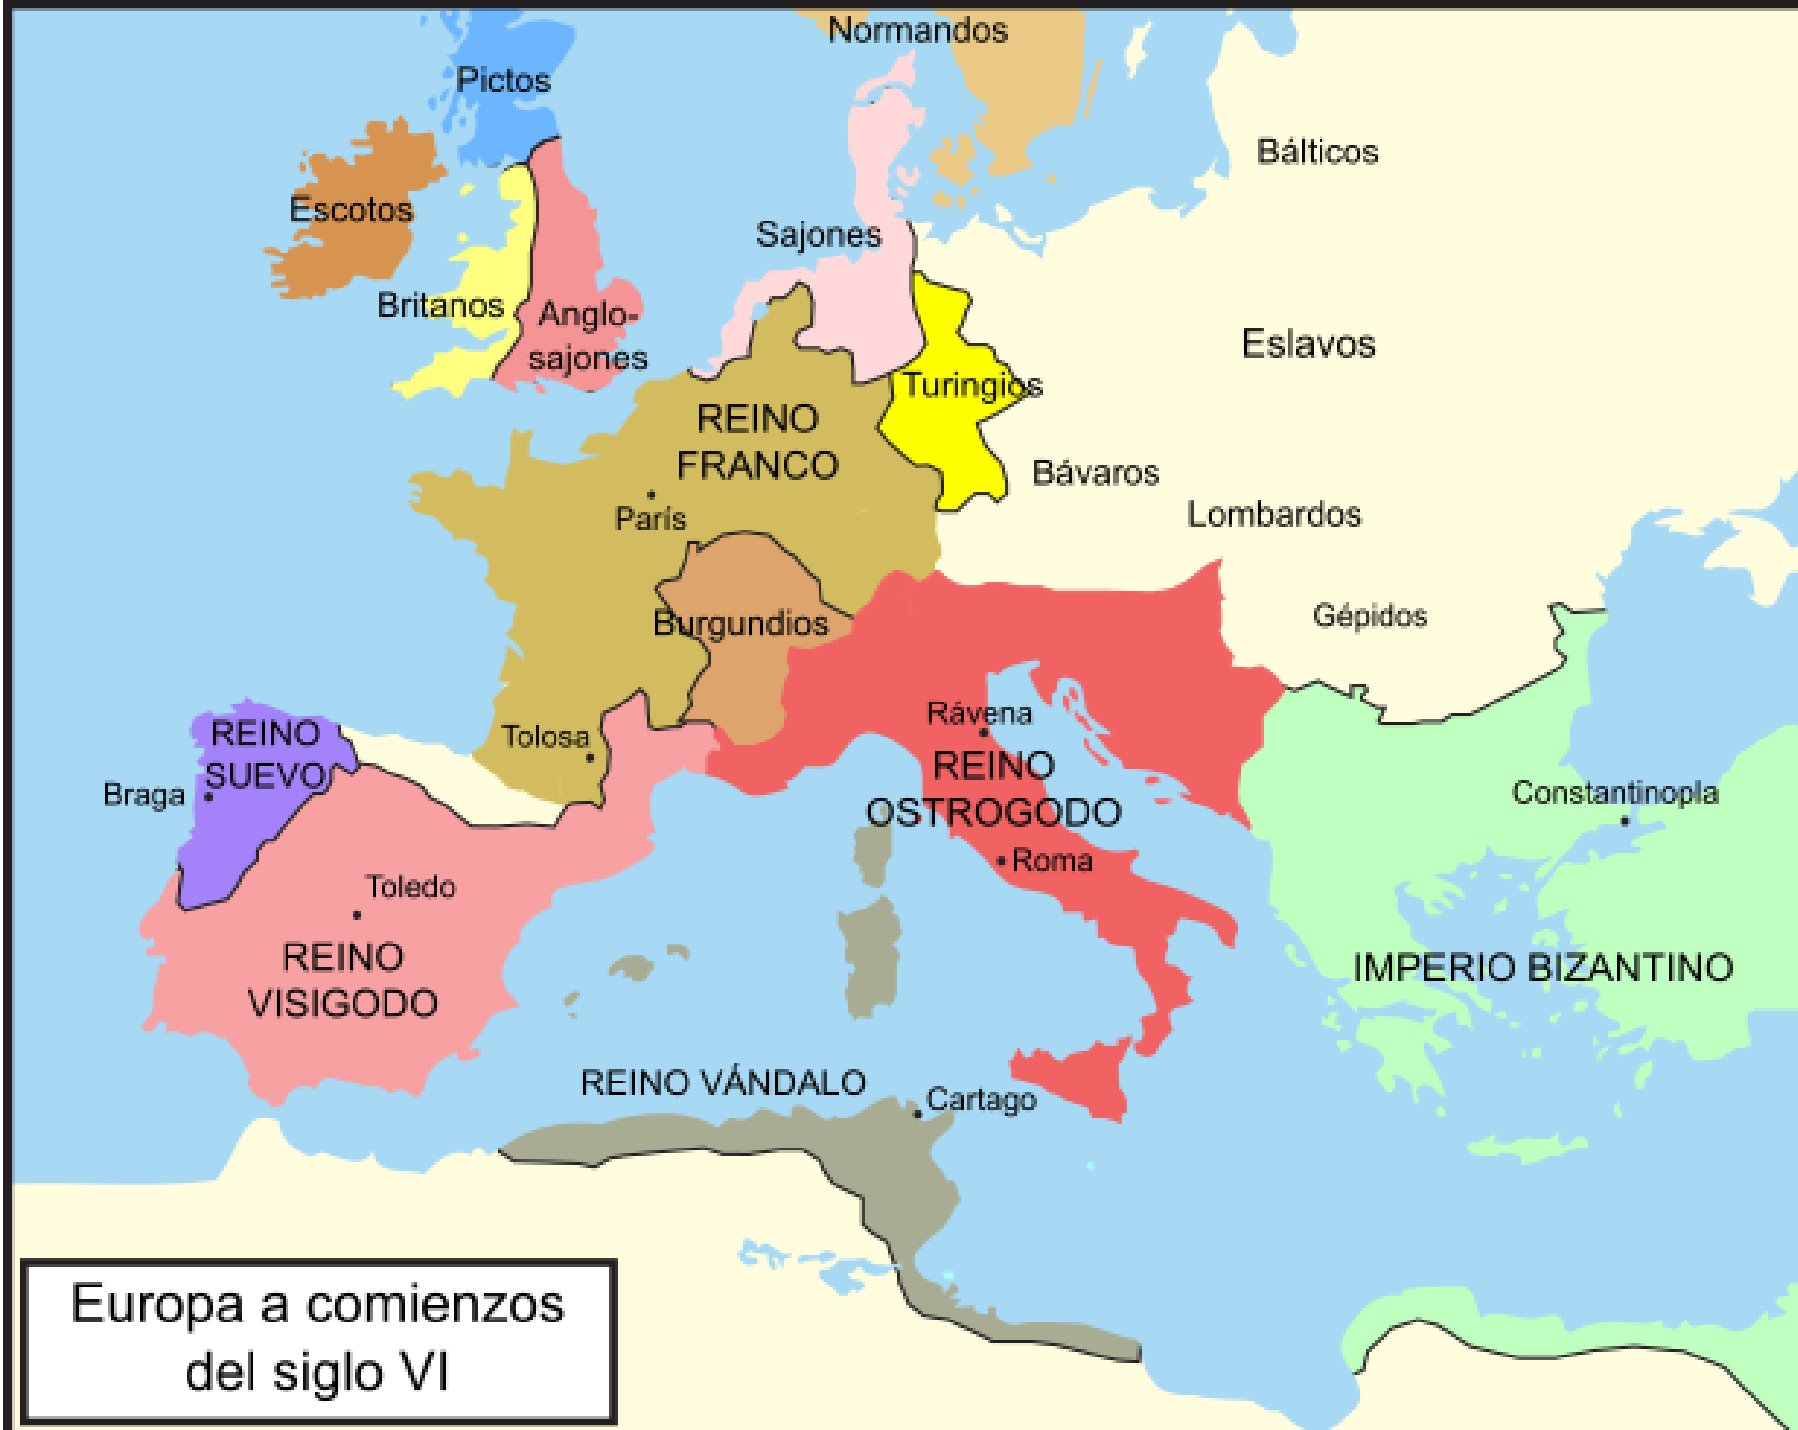 Normandos
Pictos
Bálticos
Escotos
Sajones
Britanos
Anglo-
sajones
Eslavos
Turingios
REINO
FRANCO
Bávaros
París
Lombardos
Burgundios
Gépidos
REINO
SUEVO
Tolosa
Rávena
Braga
REINO
OSTROGODO
Constantinopla
Roma
Toledo
REINO
VISIGODO
IMPERIO BIZANTINO
REINO VÁNDALO
Cartago
Europa a comienzos
del siglo VI